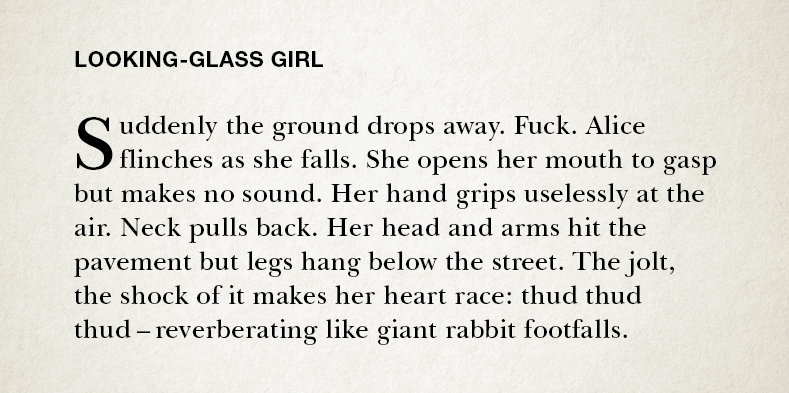 LOOKING-GLASS GIRL
Suddenly the ground drops away. Fuck. Alice
flinches as she falls. She opens her mouth to gasp
but makes no sound. Her hand grips uselessly at the
air. Neck pulls back. Her head and arms hit the
pavement but legs hang below the street. The jolt,
the shock of it makes her heart race: thud thud
thud – reverberating like giant rabbit footfalls.